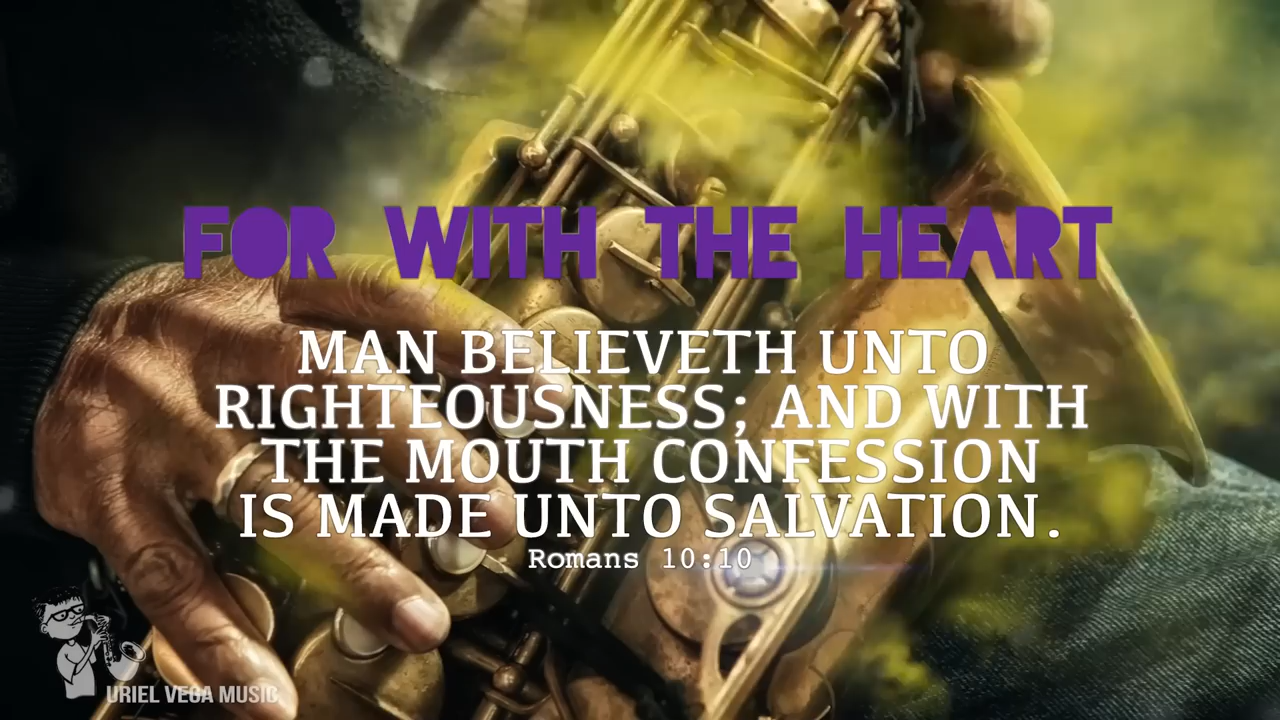 FOR WITH THE HEART
MAN BELIEVETH UNTO
RIGHTEOUSNESS; AND WITH
THE MOUTH CONFESSION
IS MADE UNTO SALVATION.
Romans 10:10
URIEL VEGA MUSIC